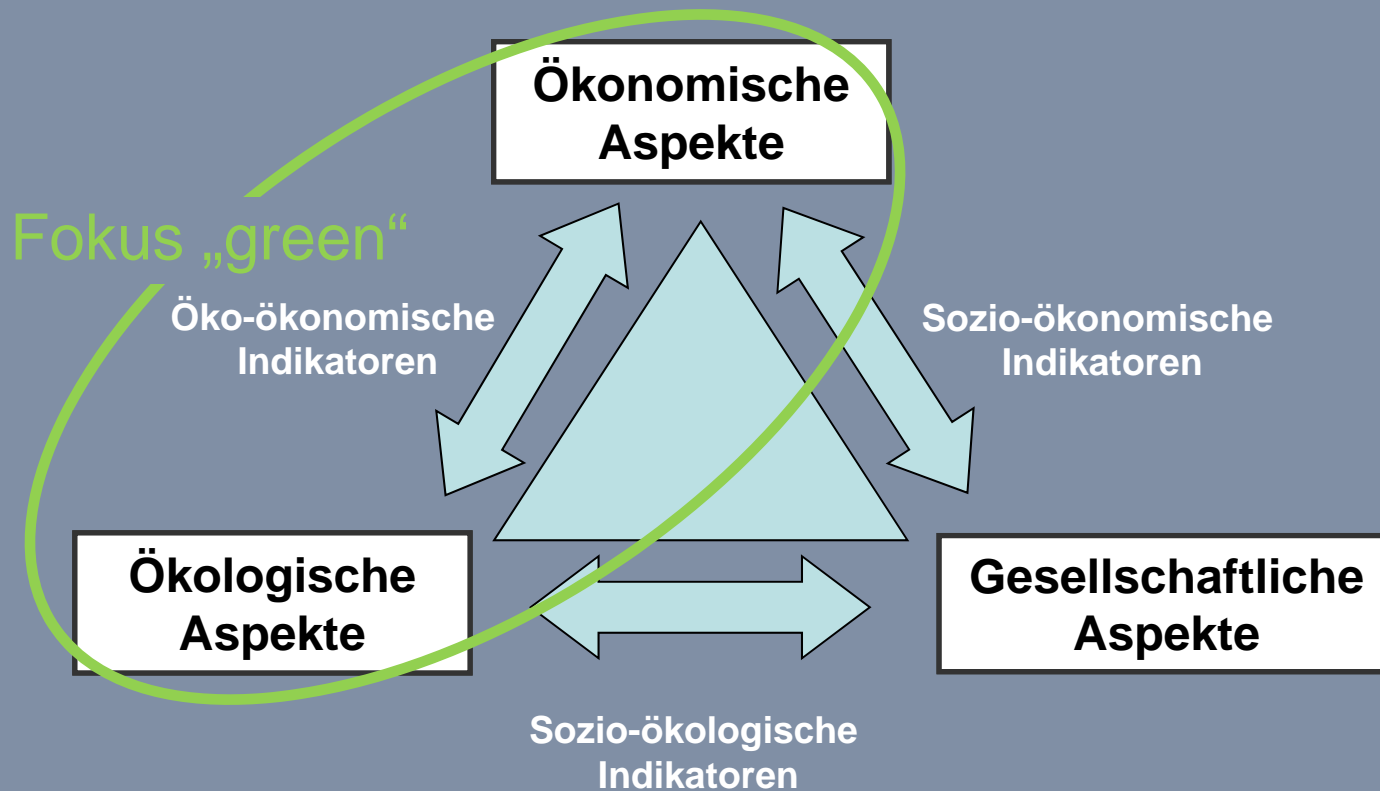 Ökonomische
Aspekte
Fokus „green“
Öko-ökonomische
Indikatoren
Sozio-ökonomische
Indikatoren
Ökologische
Aspekte
Gesellschaftliche
Aspekte
Sozio-ökologische
Indikatoren